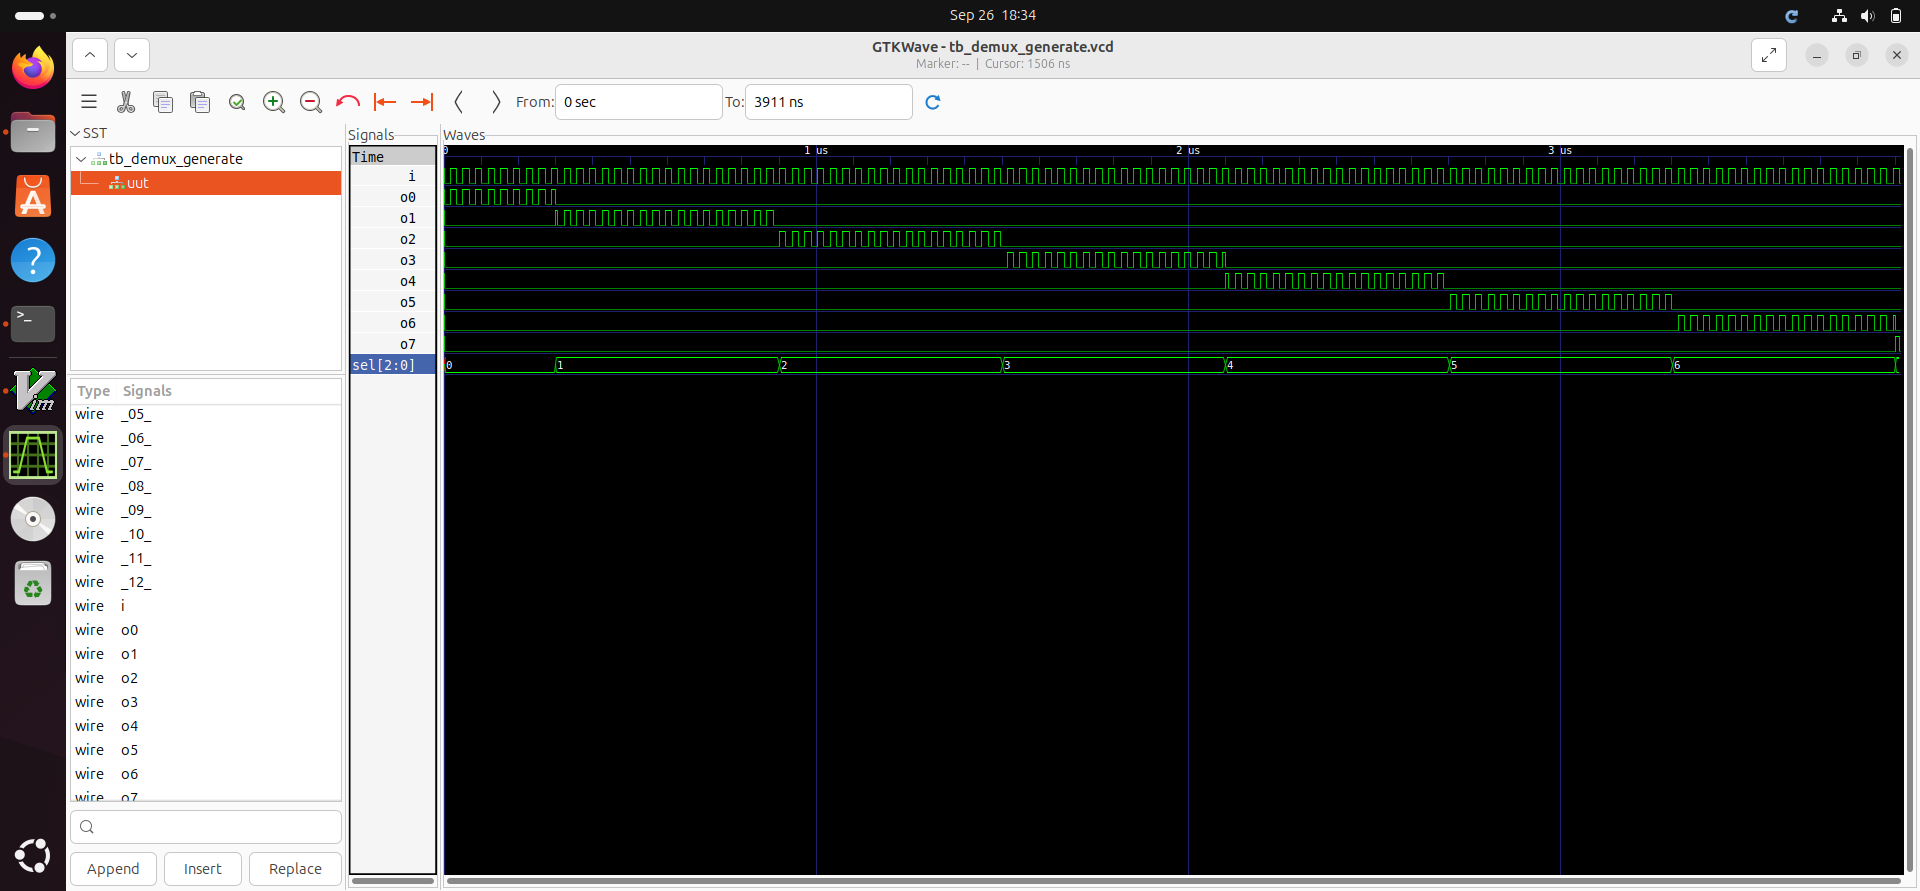 Sep 26 18:34
GTKWave - tb_demux_generate.vcd
Marker: -- | Cursor: 1506 ns
From: 0 sec To: 3911 ns
SST
tb_demux_generate
uut
Type Signals
wire _05_
wire _06_
wire _07_
wire _08_
wire _09_
wire _10_
wire _11_
wire _12_
wire i
wire o0
wire o1
wire o2
wire o3
wire o4
wire o5
wire o6
wire o7
Append Insert Replace
Signals
Time
i
o0
o1
o2
o3
o4
o5
o6
o7
sel[2:0]
Waves
0 1 us 2 us 3 us
0 1 2 3 4 5 6